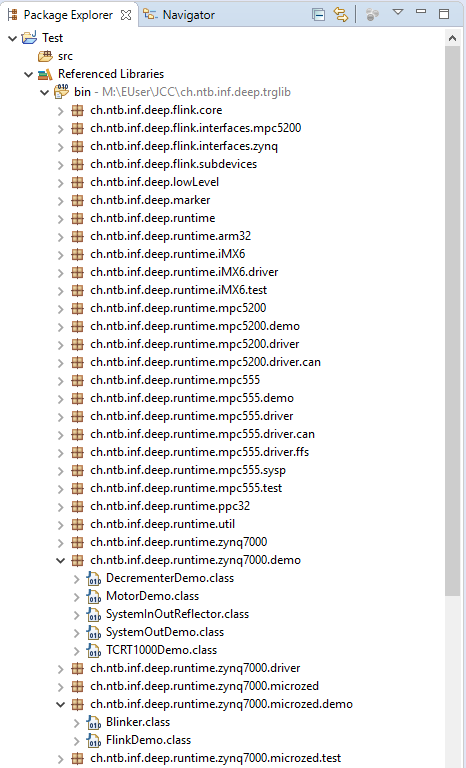 Package Explorer Navigator
Test
src
Referenced Libraries
bin - M:\EUser\JCC\ch.ntb.inf.deep.trglib
ch.ntb.inf.deep.flink.core
ch.ntb.inf.deep.flink.interfaces.mpc5200
ch.ntb.inf.deep.flink.interfaces.zynq
ch.ntb.inf.deep.flink.subdevices
ch.ntb.inf.deep.lowLevel
ch.ntb.inf.deep.marker
ch.ntb.inf.deep.runtime
ch.ntb.inf.deep.runtime.arm32
ch.ntb.inf.deep.runtime.iMX6
ch.ntb.inf.deep.runtime.iMX6.driver
ch.ntb.inf.deep.runtime.iMX6.test
ch.ntb.inf.deep.runtime.mpc5200
ch.ntb.inf.deep.runtime.mpc5200.demo
ch.ntb.inf.deep.runtime.mpc5200.driver
ch.ntb.inf.deep.runtime.mpc5200.driver.can
ch.ntb.inf.deep.runtime.mpc555
ch.ntb.inf.deep.runtime.mpc555.demo
ch.ntb.inf.deep.runtime.mpc555.driver
ch.ntb.inf.deep.runtime.mpc555.driver.can
ch.ntb.inf.deep.runtime.mpc555.driver.ffs
ch.ntb.inf.deep.runtime.mpc555.sysp
ch.ntb.inf.deep.runtime.mpc555.test
ch.ntb.inf.deep.runtime.ppc32
ch.ntb.inf.deep.runtime.util
ch.ntb.inf.deep.runtime.zynq7000
ch.ntb.inf.deep.runtime.zynq7000.demo
DecrementerDemo.class
MotorDemo.class
SystemInOutReflector.class
SystemOutDemo.class
TCRT1000Demo.class
ch.ntb.inf.deep.runtime.zynq7000.driver
ch.ntb.inf.deep.runtime.zynq7000.microzed
ch.ntb.inf.deep.runtime.zynq7000.microzed.demo
Blinker.class
FlinkDemo.class
ch.ntb.inf.deep.runtime.zynq7000.microzed.test